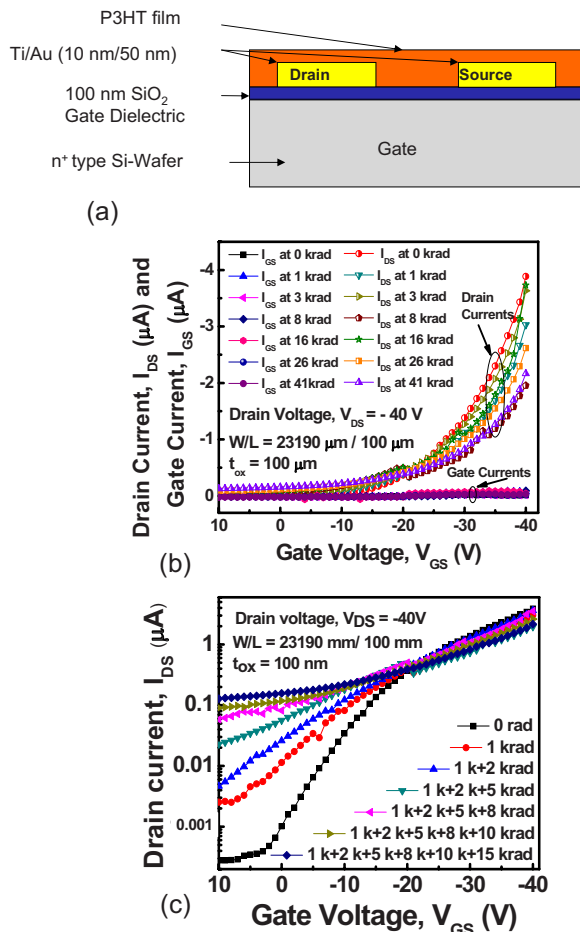 P3HT film
Ti/Au (10 nm/50 nm)
Drain
Source
100 nm SiO2
Gate Dielectric
Gate
n+ type Si-Wafer
(a)
Drain Current, IDS (μA) and
Gate Current, IGS (μA)
-4
-3
-2
-1
0
IGS at 0 krad
IGS at 1 krad
IGS at 3 krad
IGS at 8 krad
IGS at 16 krad
IGS at 26 krad
IGS at 41krad
IDS at 0 krad
IDS at 1 krad
IDS at 3 krad
IDS at 8 krad
IDS at 16 krad
IDS at 26 krad
IDS at 41 krad
Drain
Currents
Drain Voltage, VDS = - 40 V
W/L = 23190 μm / 100 μm
tox = 100 μm
Gate Currents
10 0 -10 -20 -30 -40
Gate Voltage, VGS (V)
(b)
Drain current, IDS (μA)
1
0.1
0.01
0.001
Drain voltage, VDS = -40V
W/L = 23190 mm/ 100 mm
tox = 100 nm
0 rad
1 krad
1 k+2 krad
1 k+2 k+5 krad
1 k+2 k+5 k+8 krad
1 k+2 k+5 k+8 k+10 krad
1 k+2 k+5 k+8 k+10 k+15 krad
10 0 -10 -20 -30 -40
Gate Voltage, VGS (V)
(c)